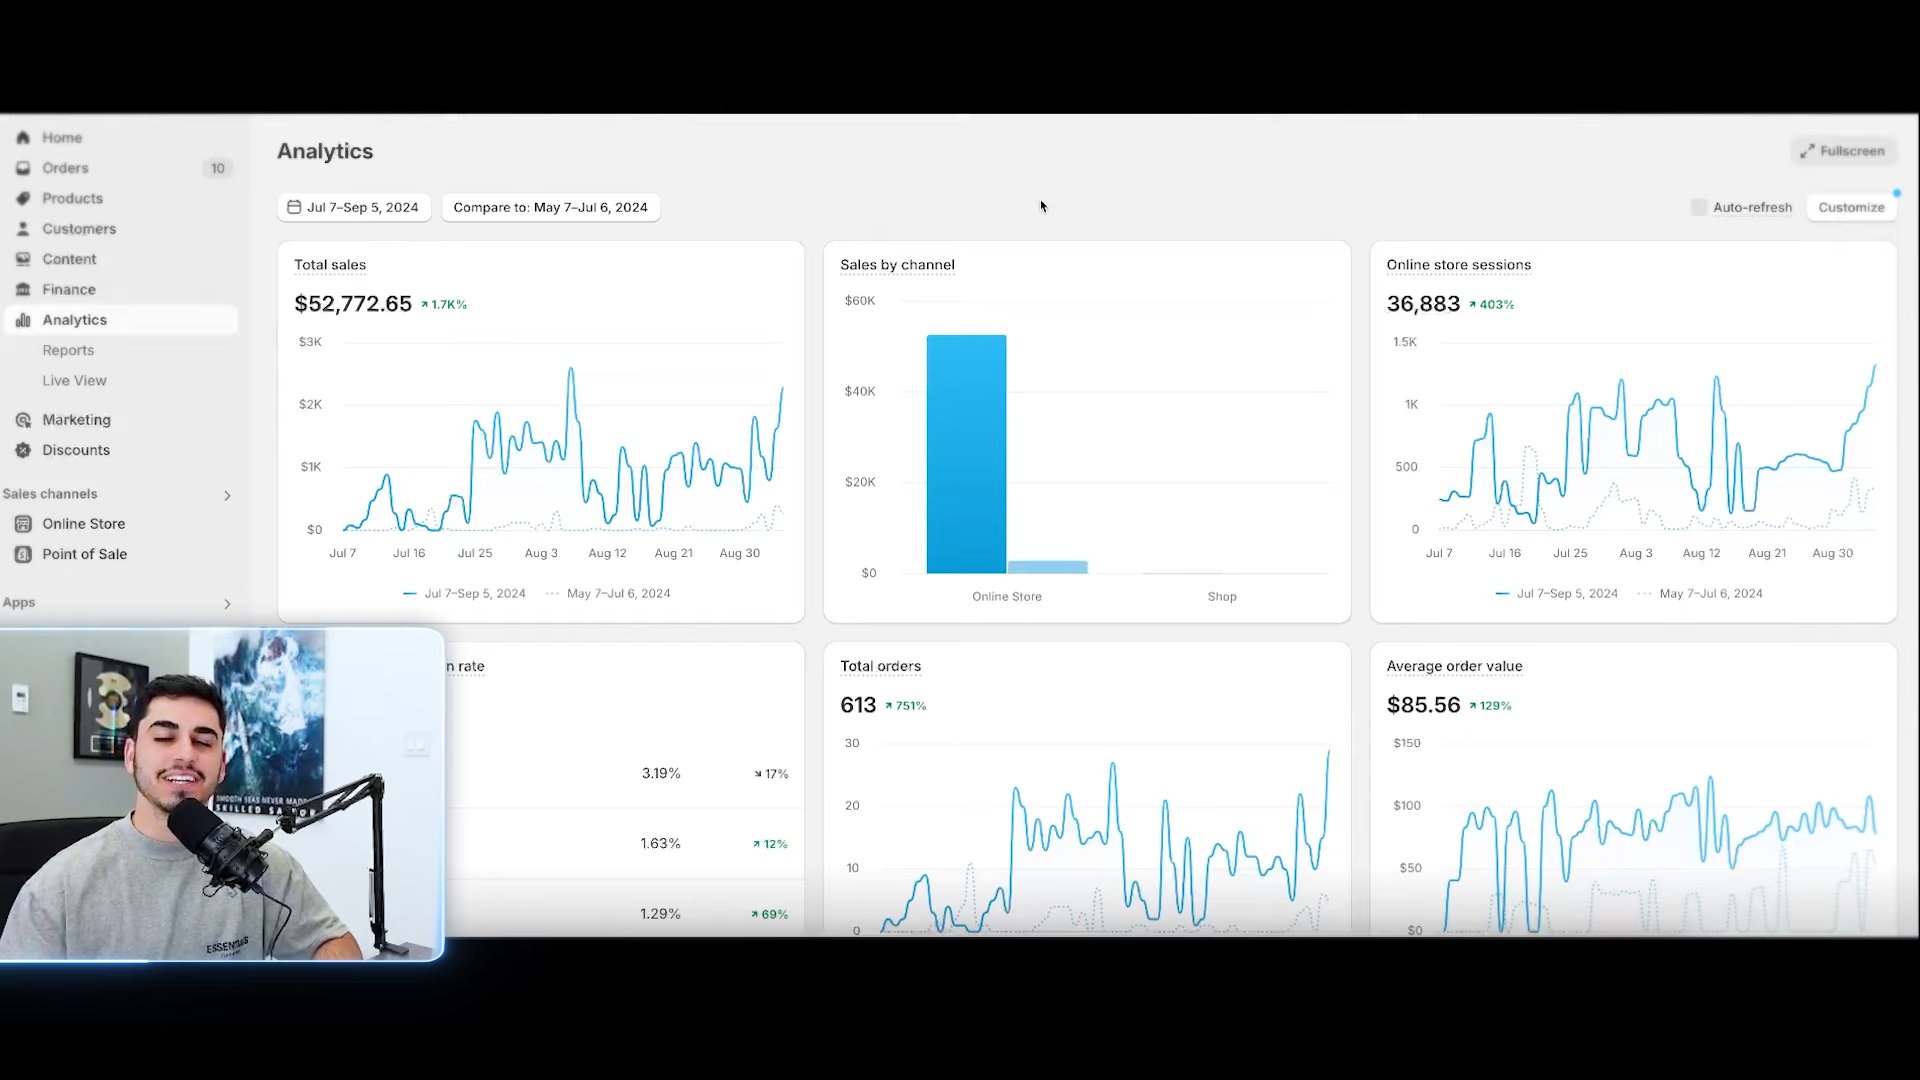 Home
Orders 10
Products
Customers
Content
Finance
Analytics
Reports
Live View
Marketing
Discounts
Sales channels
Online Store
Point of Sale
Apps
Analytics
Fullscreen
Jul 7–Sep 5, 2024
Compare to: May 7–Jul 6, 2024
Auto-refresh
Customize
Total sales
$52,772.65 1.7K%
$3K
$2K
$1K
$0
Jul 7 Jul 16 Jul 25 Aug 3 Aug 12 Aug 21 Aug 30
Jul 7–Sep 5, 2024 May 7–Jul 6, 2024
Sales by channel
$60K
$40K
$20K
$0
Online Store Shop
Online store sessions
36,883 403%
1.5K
1K
500
0
Jul 7 Jul 16 Jul 25 Aug 3 Aug 12 Aug 21 Aug 30
Jul 7–Sep 5, 2024 May 7–Jul 6, 2024
n rate
3.19% 17%
1.63% 12%
1.29% 69%
Total orders
613 751%
30
20
10
0
Average order value
$85.56 129%
$150
$100
$50
$0
SMOOTH SEAS NEVER MADE
SKILLED